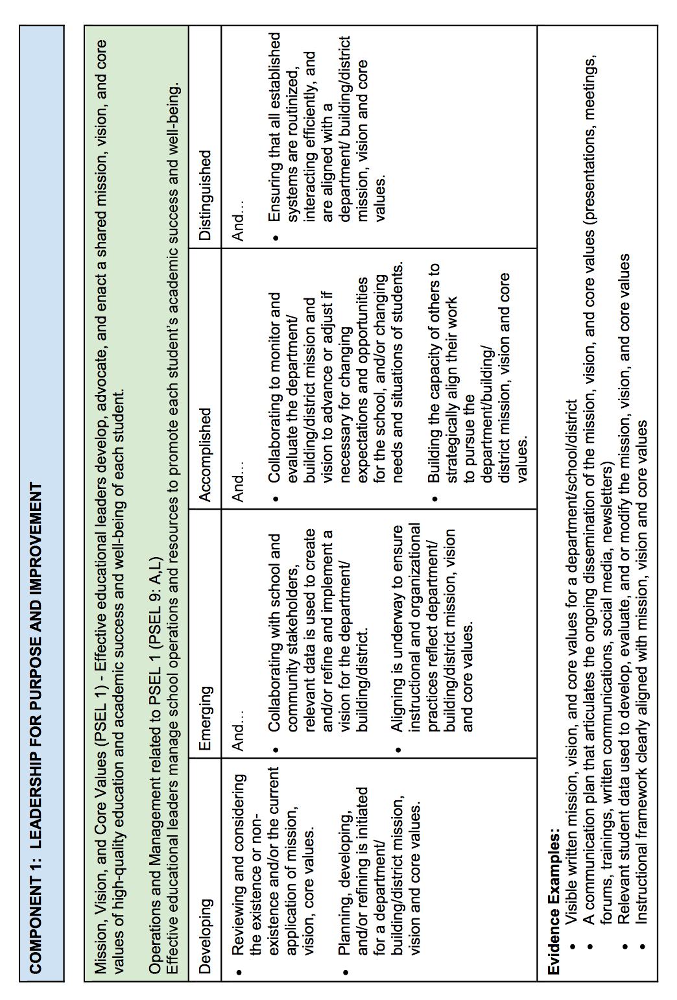 COMPONENT 1:  LEADERSHIP FOR PURPOSE AND IMPROVEMENT
Mission, Vision, and Core Values (PSEL 1) - Effective educational leaders develop, advocate, and enact a shared mission, vision, and core
values of high-quality education and academic success and well-being of each student.
Operations and Management related to PSEL 1 (PSEL 9: A,L)
Effective educational leaders manage school operations and resources to promote each student's academic success and well-being.
Developing
• Reviewing and considering
the existence or non-
existence and/or the current
application of mission,
vision, core values.
• Planning, developing,
and/or refining is initiated
for a department/
building/district mission,
vision and core values.
Emerging
And…
• Collaborating with school and
community stakeholders,
relevant data is used to create
and/or refine and implement a
vision for the department/
building/district.
• Aligning is underway to ensure
instructional and organizational
practices reflect department/
building/district mission, vision
and core values.
Accomplished
And…
• Collaborating to monitor and
evaluate the department/
building/district mission and
vision to advance or adjust if
necessary for changing
expectations and opportunities
for the school, and/or changing
needs and situations of students.
• Building the capacity of others to
strategically align their work
to pursue the
department/building/
district mission, vision and core
values.
Distinguished
And…
• Ensuring that all established
systems are routinized,
interacting efficiently, and
are aligned with a
department/ building/district
mission, vision and core
values.
Evidence Examples:
• Visible written mission, vision, and core values for a department/school/district
• A communication plan that articulates the ongoing dissemination of the mission, vision, and core values (presentations, meetings,
forums, trainings, written communications, social media, newsletters)
• Relevant student data used to develop, evaluate, and or modify the mission, vision, and core values
• Instructional framework clearly aligned with mission, vision and core values